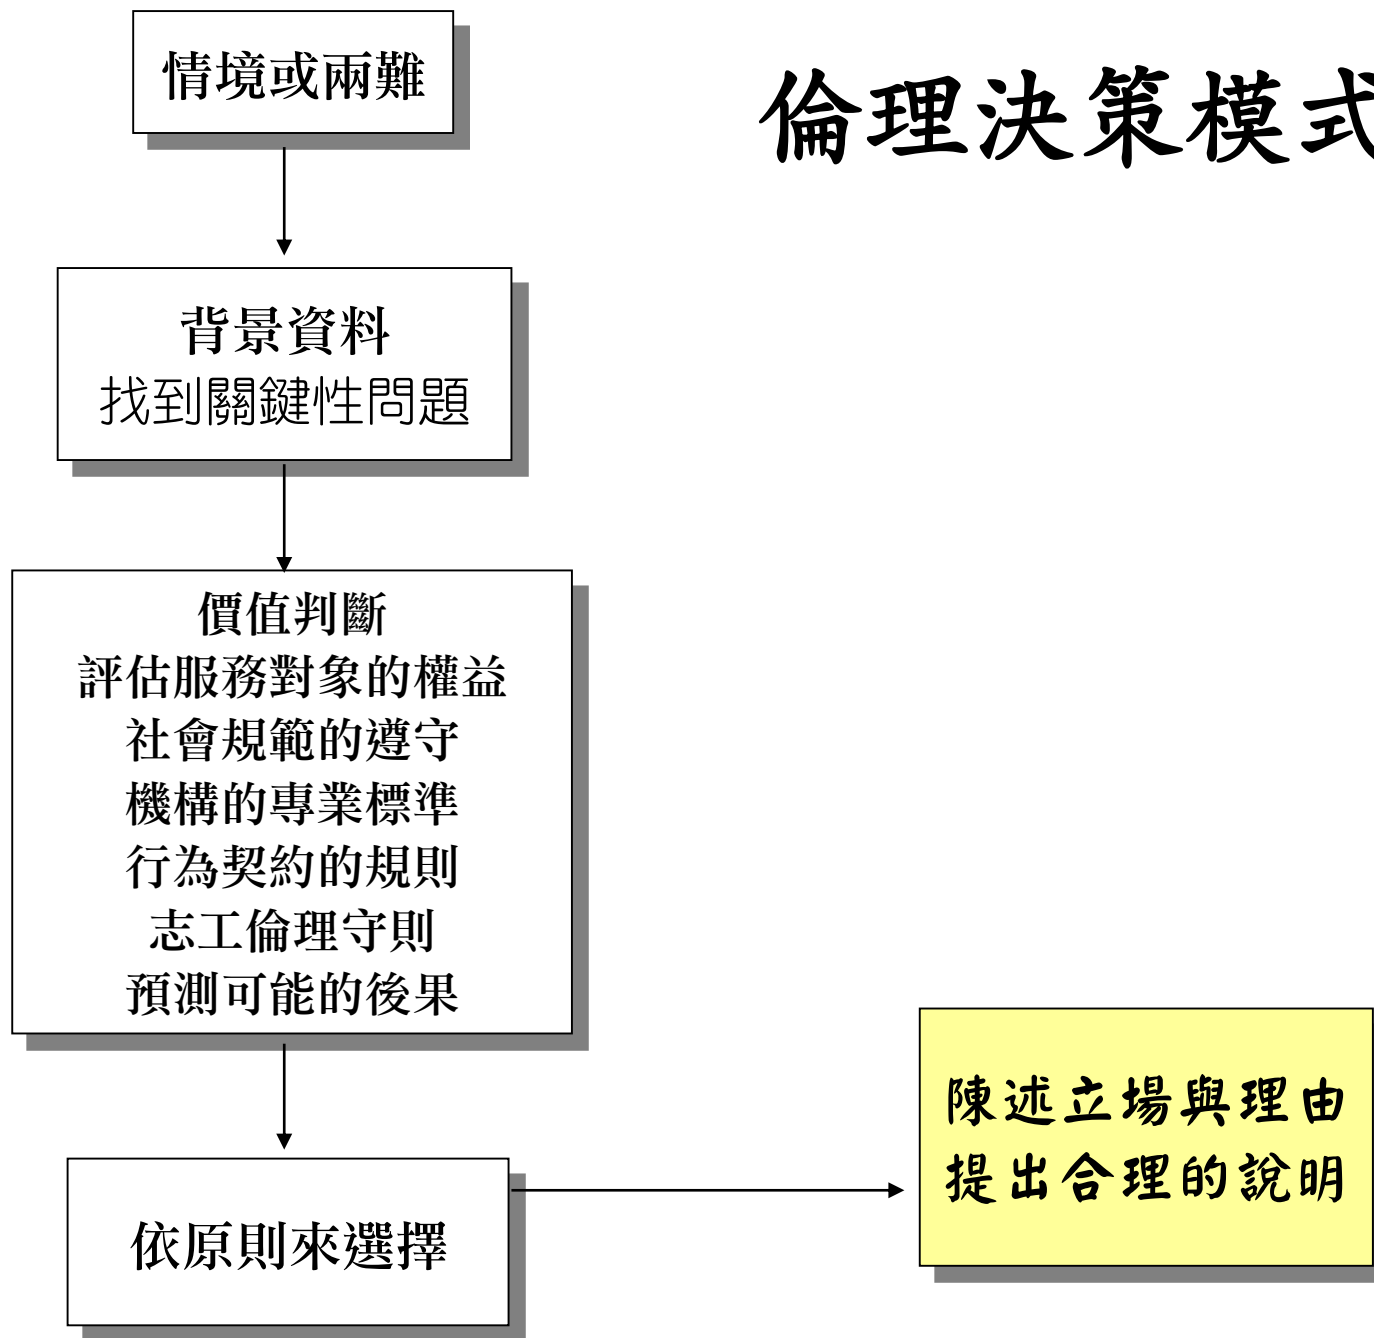 倫理決策模式
情境或兩難
背景資料
找到關鍵性問題
價值判斷
評估服務對象的權益
社會規範的遵守
機構的專業標準
行為契約的規則
志工倫理守則
預測可能的後果
依原則來選擇
陳述立場與理由
提出合理的說明